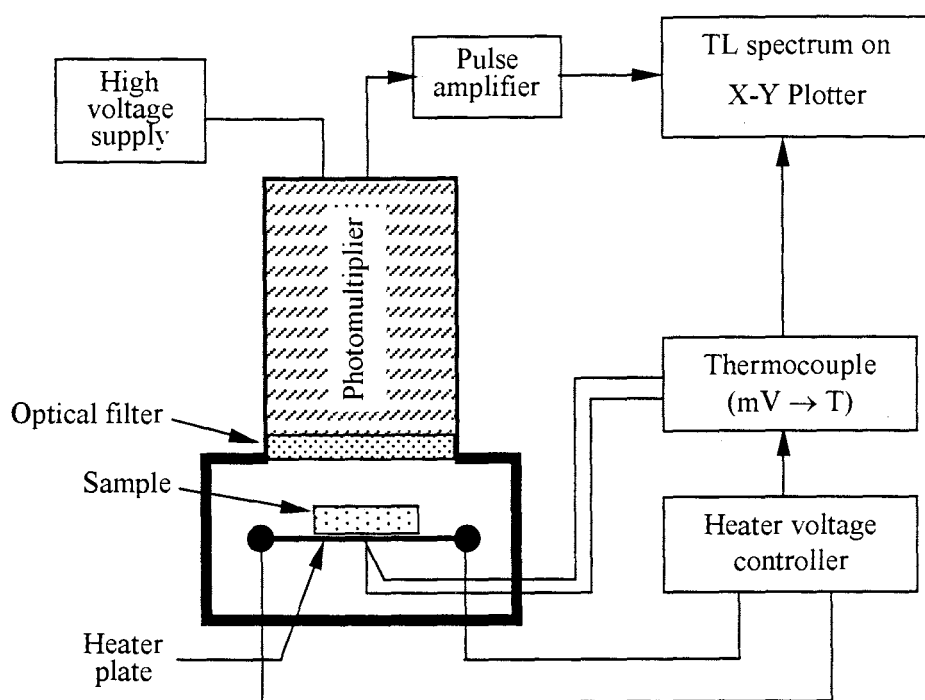 High
voltage
supply
Pulse
amplifier
TL spectrum on
X-Y Plotter
Photomultiplier
Optical filter
Sample
Thermocouple
(mV → T)
Heater voltage
controller
Heater
plate